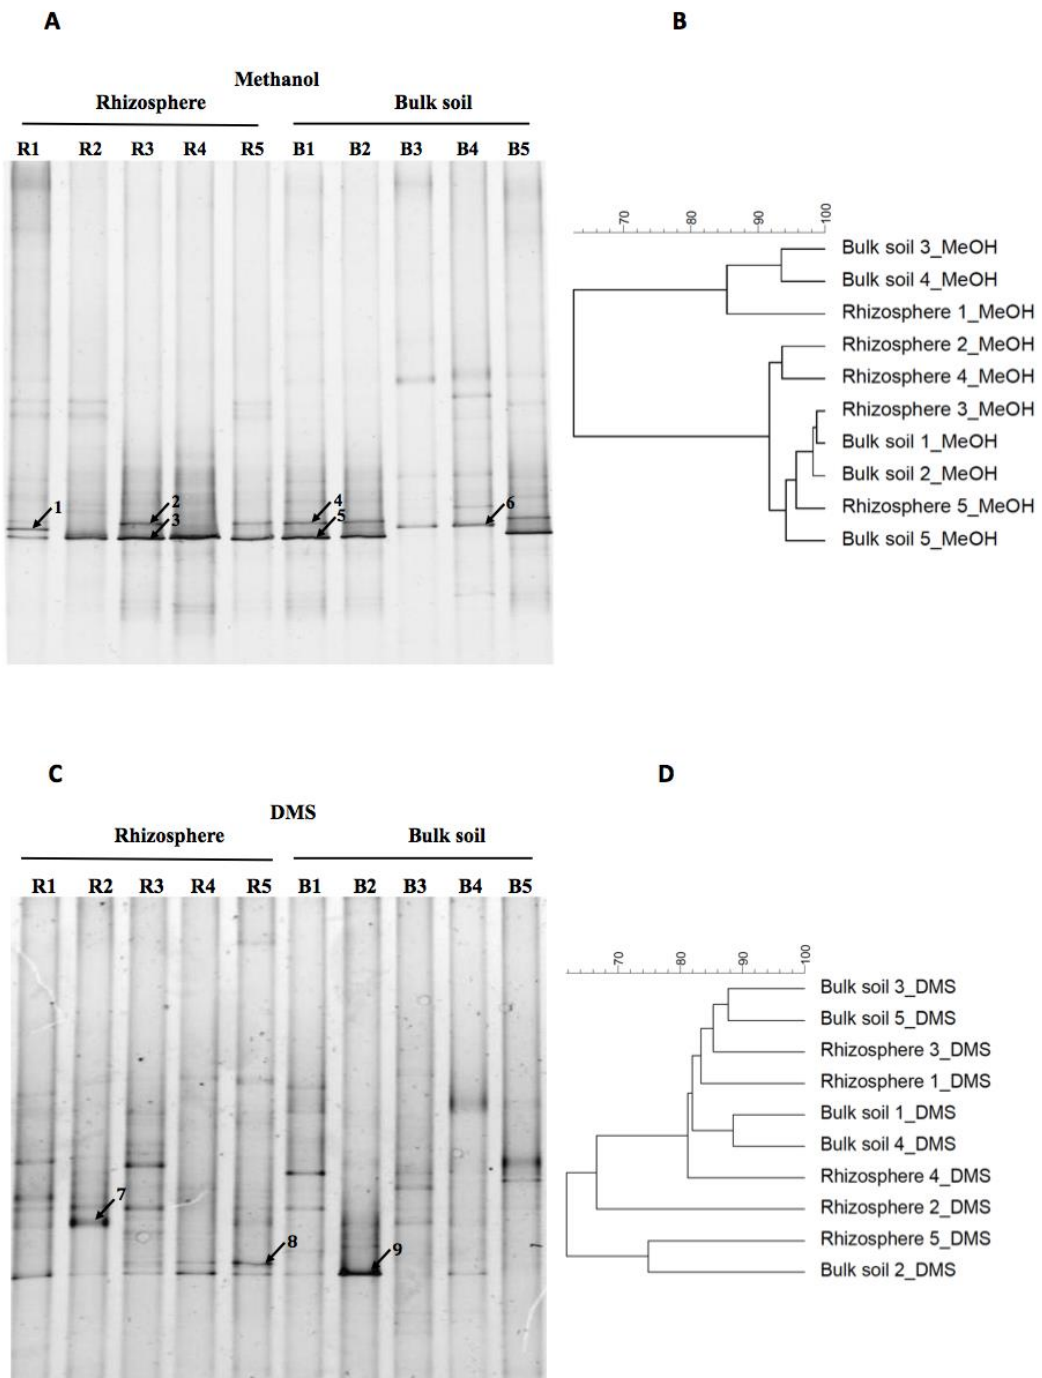 A
B
Methanol
Rhizosphere
Bulk soil
R1 R2 R3 R4 R5 B1 B2 B3 B4 B5
70 80 90 100
Bulk soil 3_MeOH
Bulk soil 4_MeOH
Rhizosphere 1_MeOH
Rhizosphere 2_MeOH
Rhizosphere 4_MeOH
Rhizosphere 3_MeOH
Bulk soil 1_MeOH
Bulk soil 2_MeOH
Rhizosphere 5_MeOH
Bulk soil 5_MeOH
1
2
3
4
5
6
C
D
DMS
Rhizosphere
Bulk soil
R1 R2 R3 R4 R5 B1 B2 B3 B4 B5
70 80 90 100
Bulk soil 3_DMS
Bulk soil 5_DMS
Rhizosphere 3_DMS
Rhizosphere 1_DMS
Bulk soil 1_DMS
Bulk soil 4_DMS
Rhizosphere 4_DMS
Rhizosphere 2_DMS
Rhizosphere 5_DMS
Bulk soil 2_DMS
7
8
9